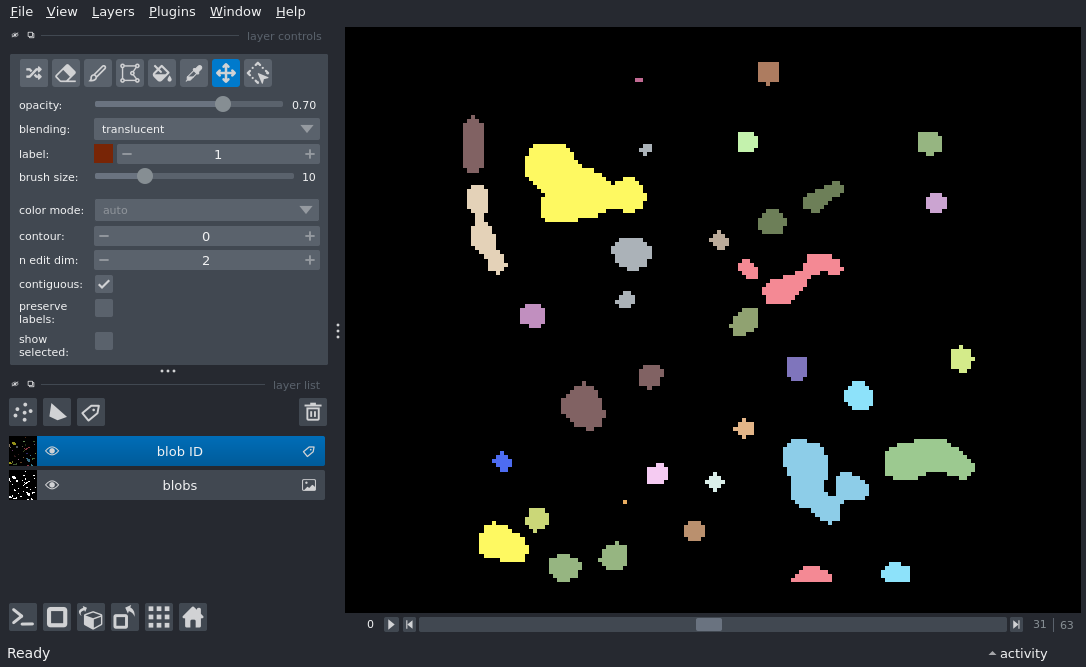 File View Layers Plugins Window Help
layer controls
opacity: 0.70
blending: translucent
label: 1
brush size: 10
color mode: auto
contour: 0
n edit dim: 2
contiguous:
preserve
labels:
show
selected:
layer list
blob ID
blobs
0 31 63
Ready activity